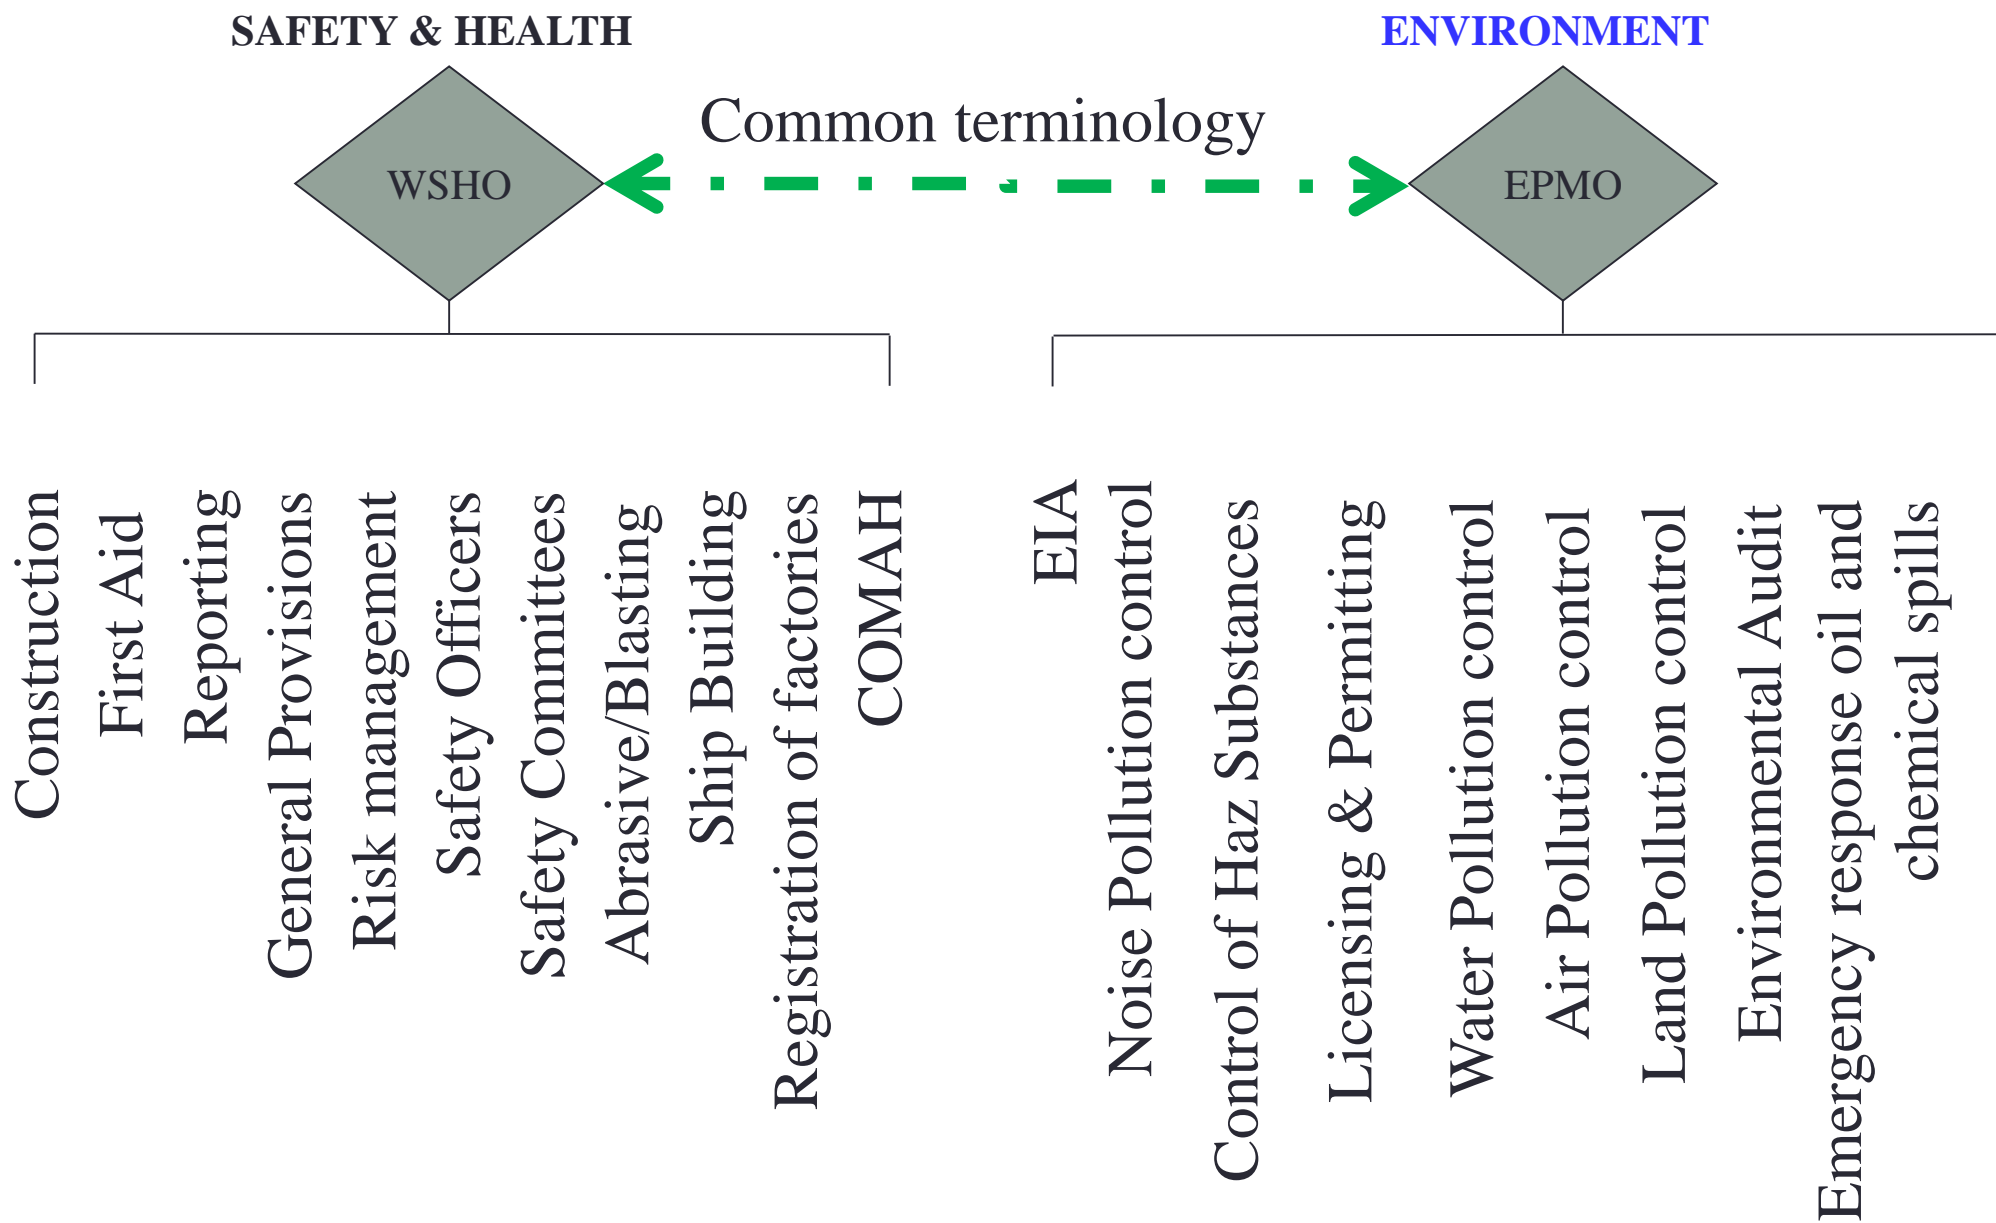 SAFETY & HEALTH
ENVIRONMENT
Common terminology
WSHO
EPMO
Construction
First Aid
Reporting
General Provisions
Risk management
Safety Officers
Safety Committees
Abrasive/Blasting
Ship Building
Registration of factories
COMAH
EIA
Noise Pollution control
Control of Haz Substances
Licensing & Permitting
Water Pollution control
Air Pollution control
Land Pollution control
Environmental Audit
Emergency response oil and
chemical spills